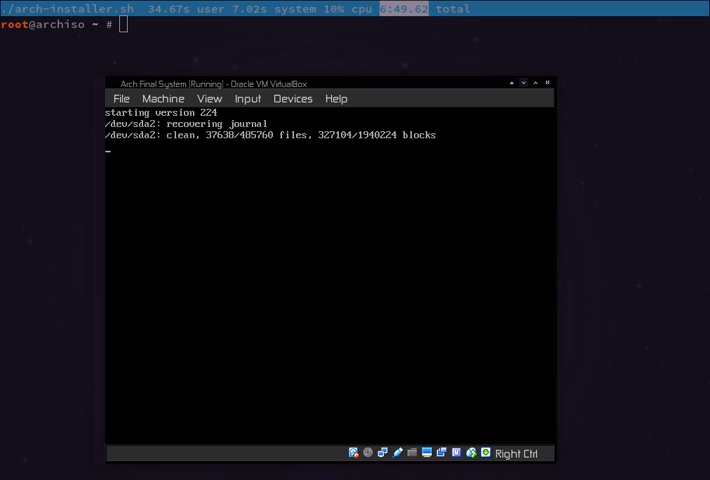 ./arch-installer.sh  34.67s user 7.02s system 10% cpu 6:49.62 total
root@archiso ~ #
Arch Final System [Running] - Oracle VM VirtualBox
File Machine View Input Devices Help
starting version 224
/dev/sda2: recovering journal
/dev/sda2: clean, 37638/485760 files, 327104/1940224 blocks
Right Ctrl